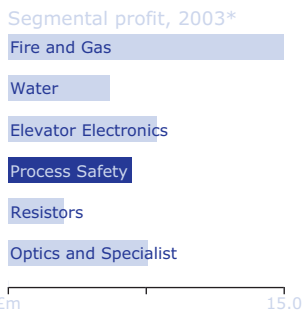 Segmental profit, 2003*
Fire and Gas
Water
Elevator Electronics
Process Safety
Resistors
Optics and Specialist
£m 15.0